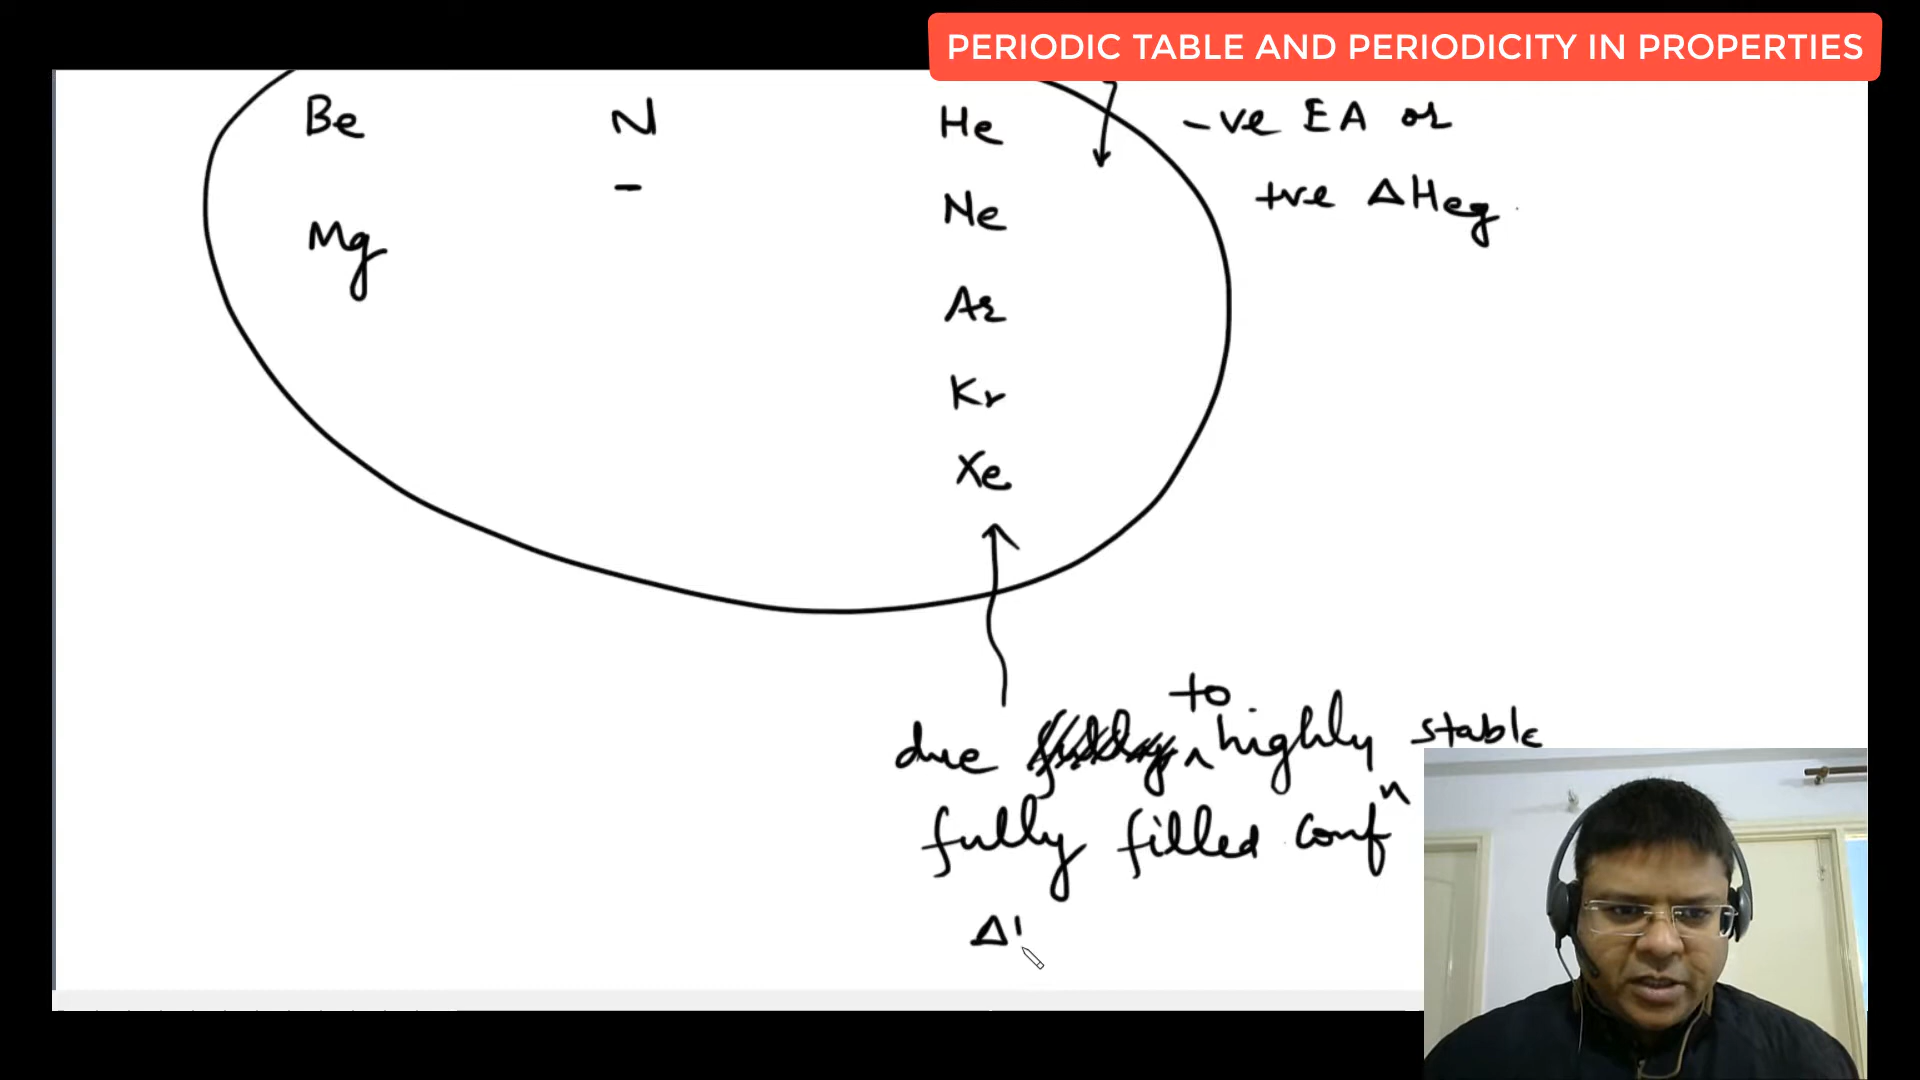 PERIODIC TABLE AND PERIODICITY IN PROPERTIES
Be N He -ve EA or
- Ne +ve ΔHeg
Mg
Ar
Kr
Xe
due to highly stable
fully filled confⁿ
Δ